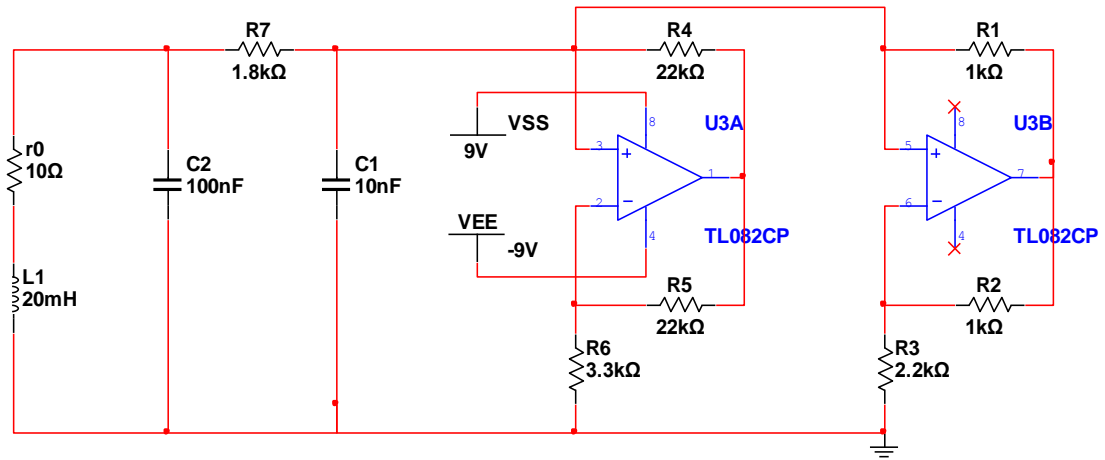 R7
1.8kΩ
R4
22kΩ
R1
1kΩ
r0
10Ω
C2
100nF
C1
10nF
VSS
9V
8
U3A
3
1
2
4
TL082CP
VEE
-9V
8
U3B
5
7
6
4
TL082CP
L1
20mH
R5
22kΩ
R2
1kΩ
R6
3.3kΩ
R3
2.2kΩ